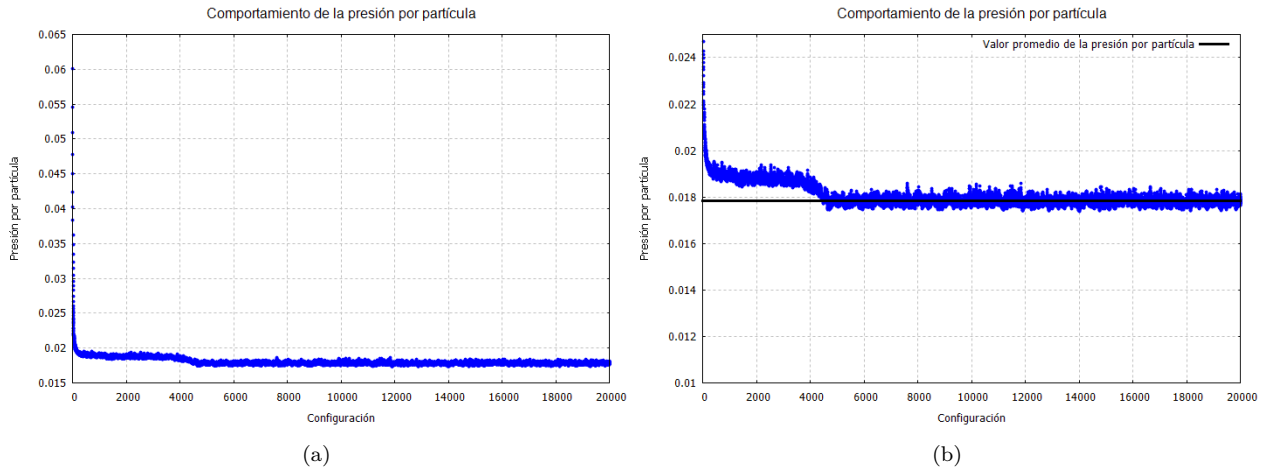 Comportamiento de la presión por partícula
0.065
0.06
0.055
0.05
0.045
0.04
0.035
0.03
0.025
0.02
0.015
Presión por partícula
0 2000 4000 6000 8000 10000 12000 14000 16000 18000 20000
Configuración
(a)
Comportamiento de la presión por partícula
Valor promedio de la presión por partícula
0.024
0.022
0.02
0.018
0.016
0.014
0.012
0.01
Presión por partícula
0 2000 4000 6000 8000 10000 12000 14000 16000 18000 20000
Configuración
(b)